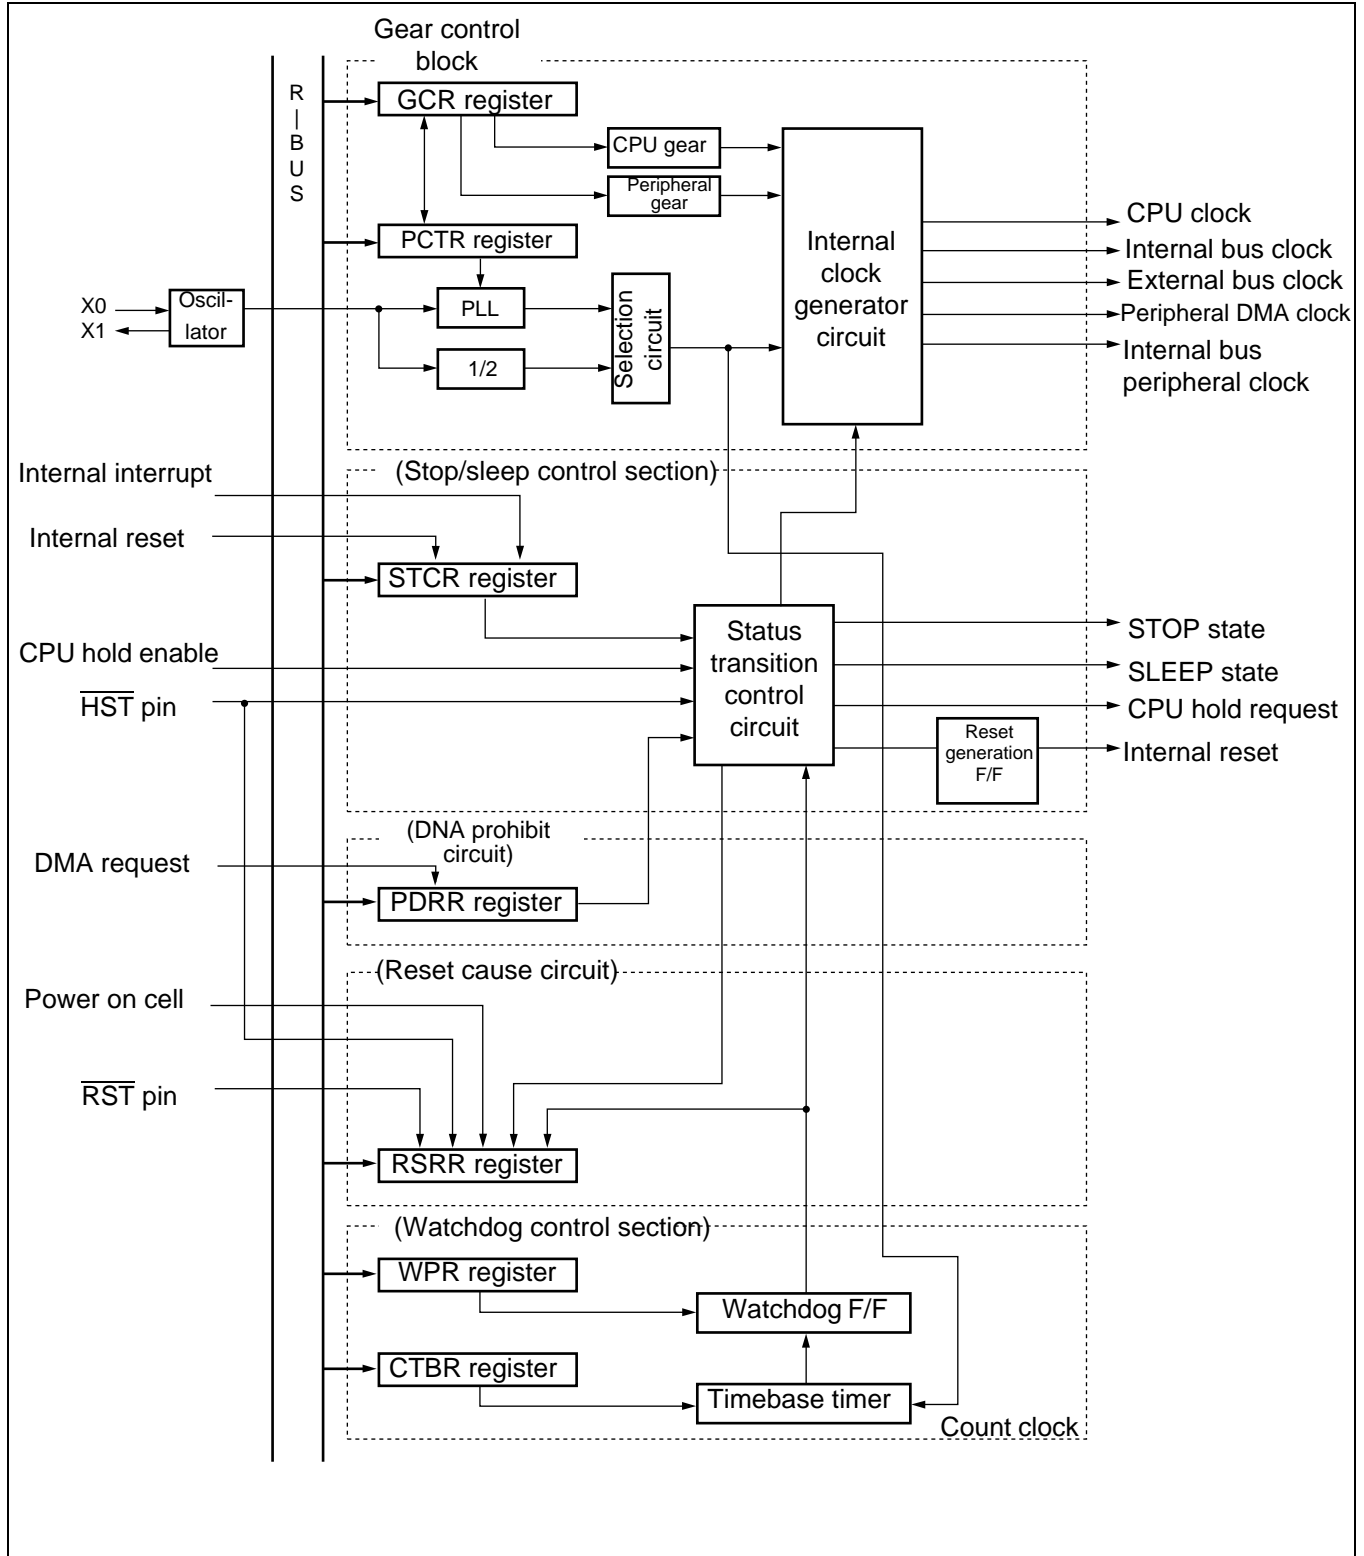 Gear control
block
R
|
B
U
S
GCR register
CPU gear
Peripheral
gear
PCTR register
Internal
clock
generator
circuit
CPU clock
Internal bus clock
External bus clock
Peripheral DMA clock
Internal bus
peripheral clock
X0
X1
Oscil-
lator
PLL
1/2
Selection
circuit
(Stop/sleep control section)
Internal interrupt
Internal reset
STCR register
CPU hold enable
HST pin
Status
transition
control
circuit
STOP state
SLEEP state
CPU hold request
Reset
generation
F/F
Internal reset
(DNA prohibit
circuit)
DMA request
PDRR register
(Reset cause circuit)
Power on cell
RST pin
RSRR register
(Watchdog control section)
WPR register
Watchdog F/F
CTBR register
Timebase timer
Count clock